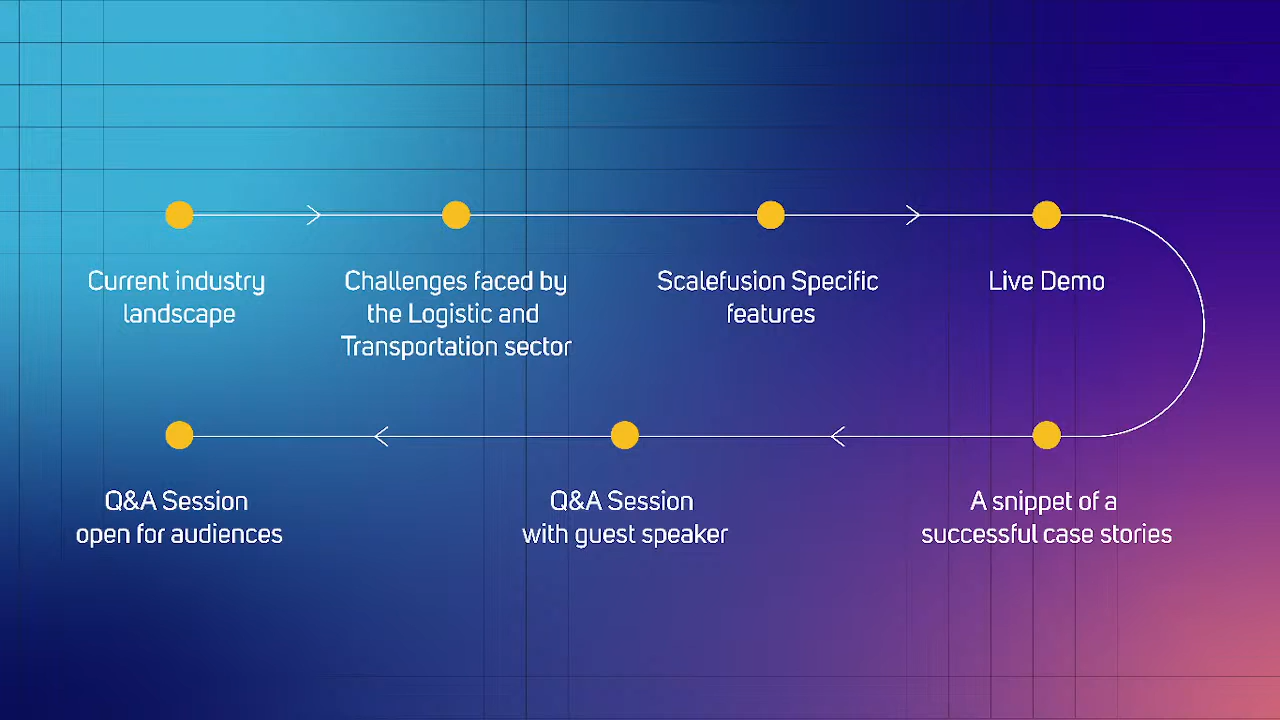 Current industry
landscape
Challenges faced by
the Logistic and
Transportation sector
Scalefusion Specific
features
Live Demo
A snippet of a
successful case stories
Q&A Session
with guest speaker
Q&A Session
open for audiences